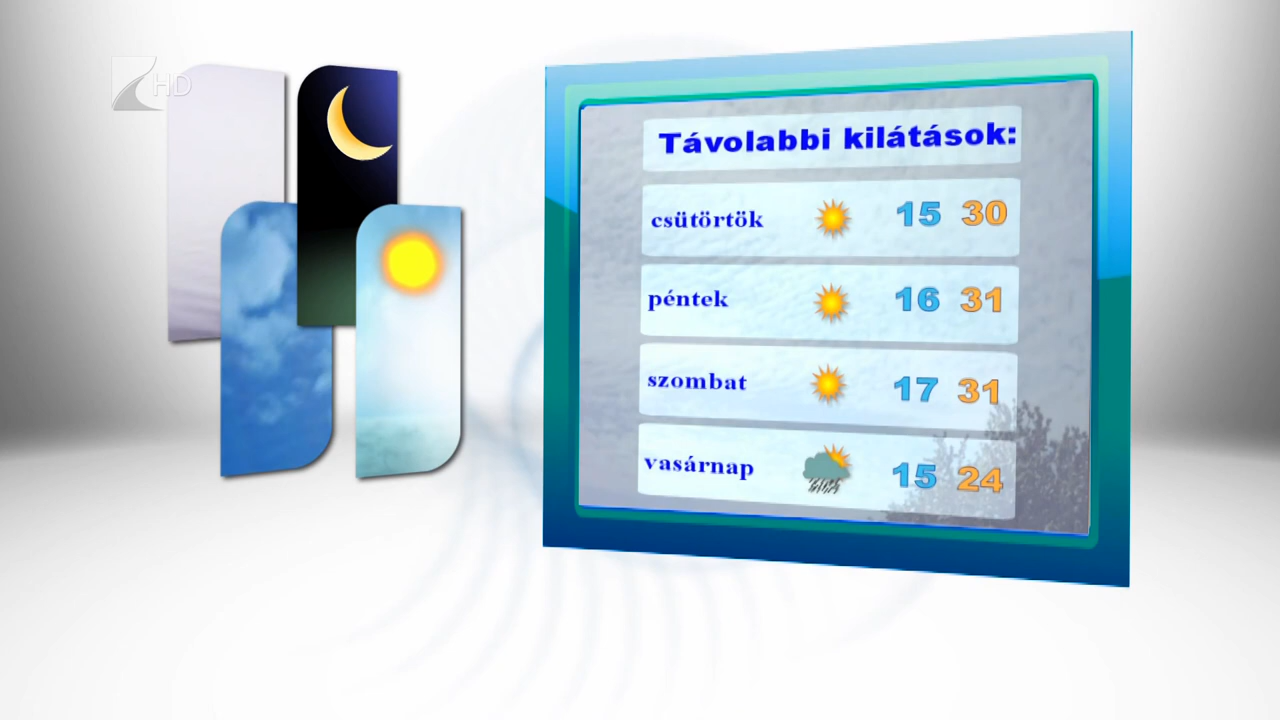 HD
Távolabbi kilátások:
csütörtök 15 30
péntek 16 31
szombat 17 31
vasárnap 15 24